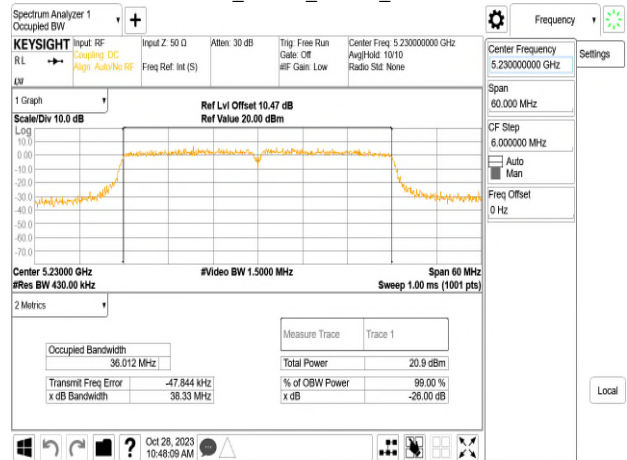 Spectrum Analyzer 1
Occupied BW
Frequency
KEYSIGHT
RL
LXI
Input: RF
Coupling: DC
Align: Auto/No RF
Input Z: 50 Ω
Freq Ref: Int (S)
Atten: 30 dB
Trig: Free Run
Gate: Off
#IF Gain: Low
Center Freq: 5.230000000 GHz
Avg|Hold: 10/10
Radio Std: None
Center Frequency
5.230000000 GHz
Settings
Span
60.000 MHz
CF Step
6.000000 MHz
Auto
Man
Freq Offset
0 Hz
Local
1 Graph
Scale/Div 10.0 dB
Ref Lvl Offset 10.47 dB
Ref Value 20.00 dBm
Log
10.0
0.00
-10.0
-20.0
-30.0
-40.0
-50.0
-60.0
-70.0
Center 5.23000 GHz
#Video BW 1.5000 MHz
Span 60 MHz
#Res BW 430.00 kHz
Sweep 1.00 ms (1001 pts)
2 Metrics
Measure Trace
Trace 1
Occupied Bandwidth
36.012 MHz
Total Power
20.9 dBm
Transmit Freq Error
-47.844 kHz
% of OBW Power
99.00 %
x dB Bandwidth
38.33 MHz
x dB
-26.00 dB
?
Oct 28, 2023
10:48:09 AM